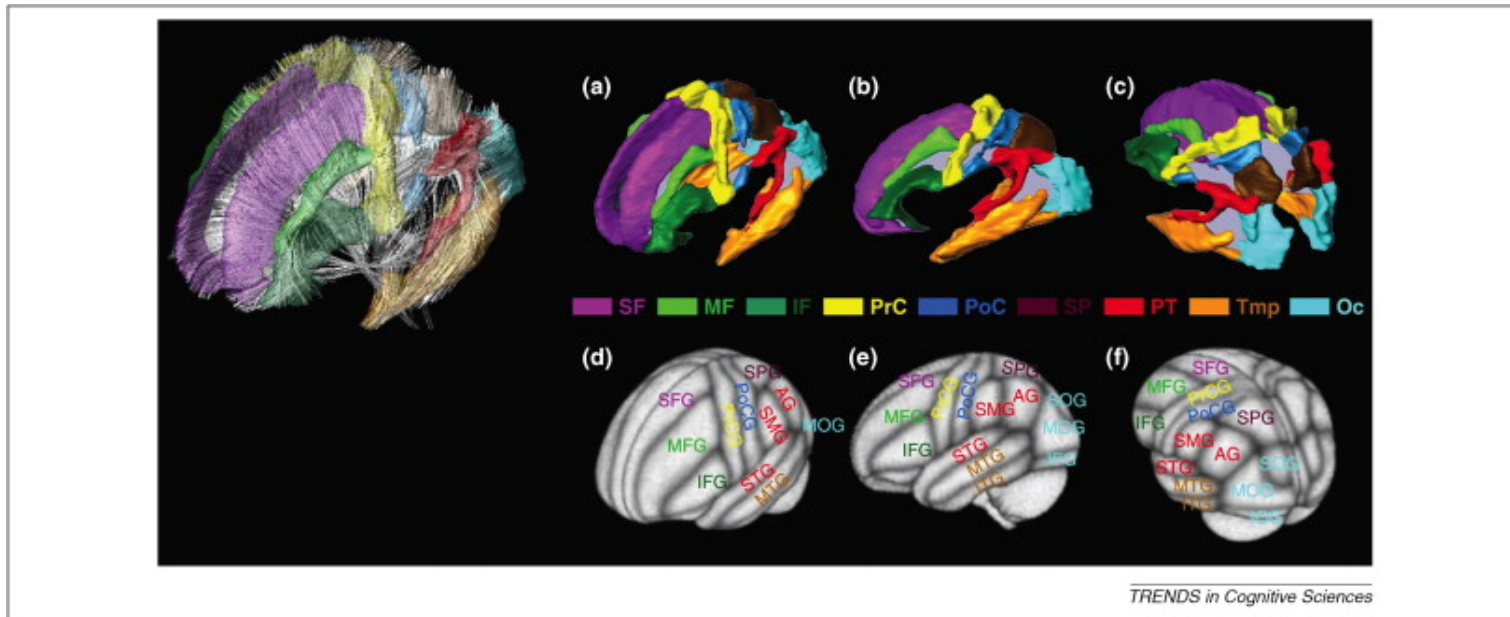 (a) (b) (c)
SF MF IF PrC PoC SP PT Tmp Oc
(d) (e) (f)
SFG
MFG
IFG
PrCG
PoCG
SPG
AG
SMG
STG
MTG
MOG
SFG
MFG
IFG
PrCG
PoCG
SPG
SMG
AG
STG
MTG
ITG
SOG
MOG
IFG
SFG
MFG
PrCG
PoCG
IFG
SPG
SMG
AG
STG
MTG
ITG
SOG
MOG
IOG
TRENDS in Cognitive Sciences